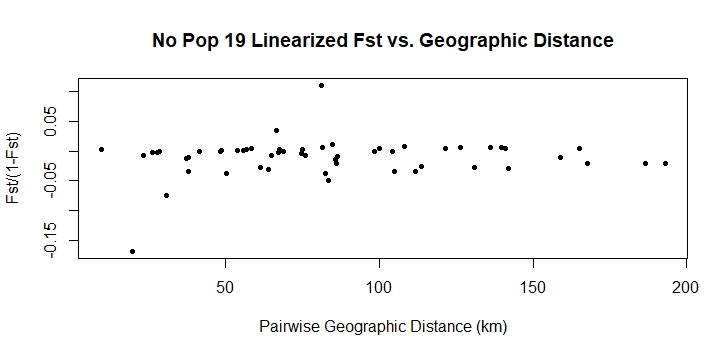 No Pop 19 Linearized Fst vs. Geographic Distance
Fst/(1-Fst)
0.05
-0.05
-0.15
50
100
150
200
Pairwise Geographic Distance (km)